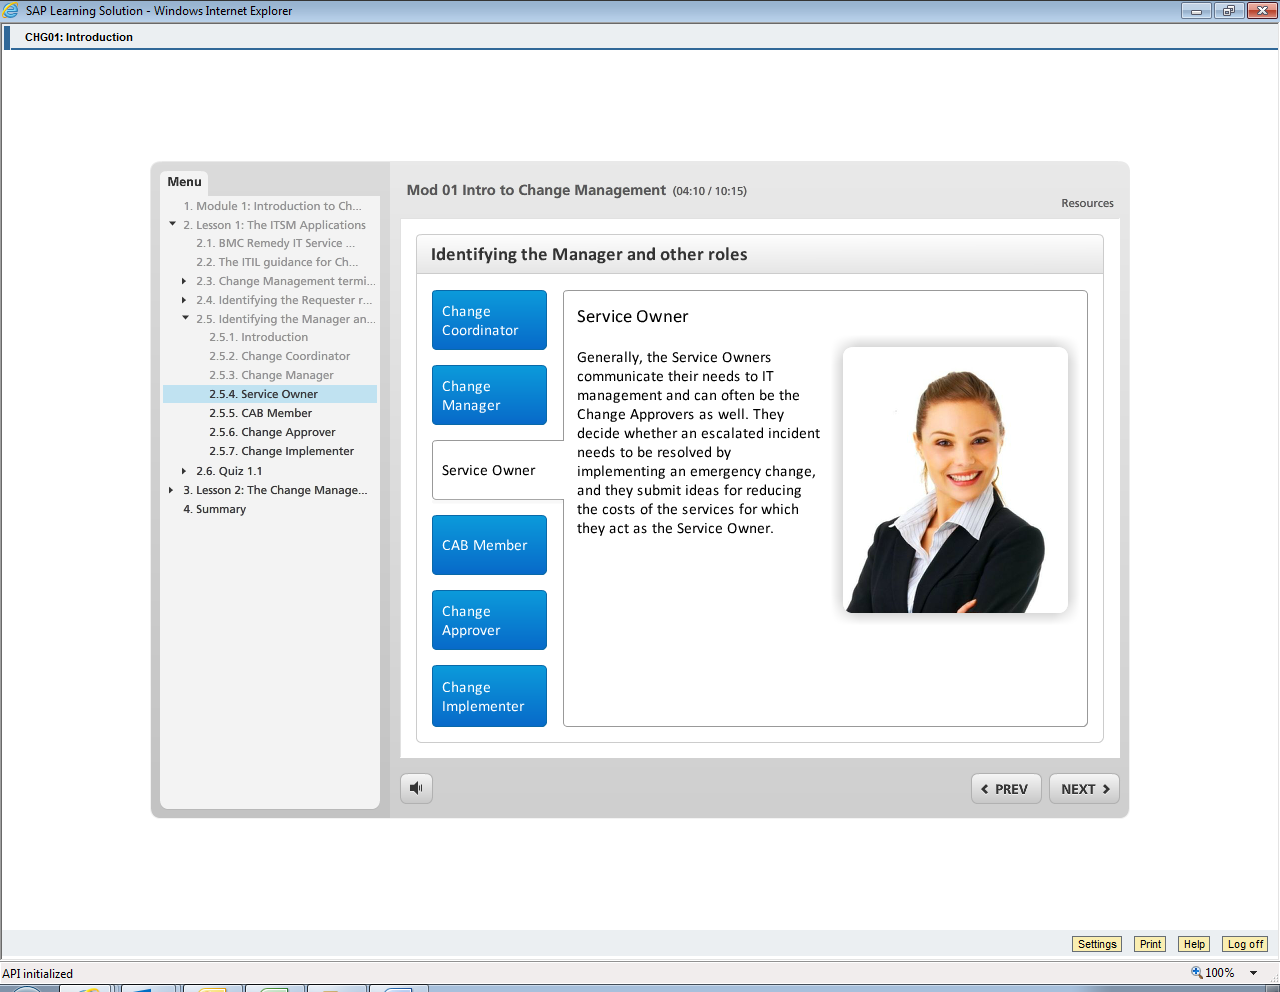 SAP Learning Solution - Windows Internet Explorer
CHG01: Introduction
Menu
1. Module 1: Introduction to Ch...
2. Lesson 1: The ITSM Applications
2.1. BMC Remedy IT Service ...
2.2. The ITIL guidance for Ch...
2.3. Change Management termi...
2.4. Identifying the Requester r...
2.5. Identifying the Manager an...
2.5.1. Introduction
2.5.2. Change Coordinator
2.5.3. Change Manager
2.5.4. Service Owner
2.5.5. CAB Member
2.5.6. Change Approver
2.5.7. Change Implementer
2.6. Quiz 1.1
3. Lesson 2: The Change Manage...
4. Summary
Mod 01 Intro to Change Management (04:10 / 10:15)
Resources
Identifying the Manager and other roles
Change
Coordinator
Change
Manager
Service Owner
CAB Member
Change
Approver
Change
Implementer
Service Owner
Generally, the Service Owners
communicate their needs to IT
management and can often be the
Change Approvers as well. They
decide whether an escalated incident
needs to be resolved by
implementing an emergency change,
and they submit ideas for reducing
the costs of the services for which
they act as the Service Owner.
PREV
NEXT
Settings
Print
Help
Log off
API initialized
100%